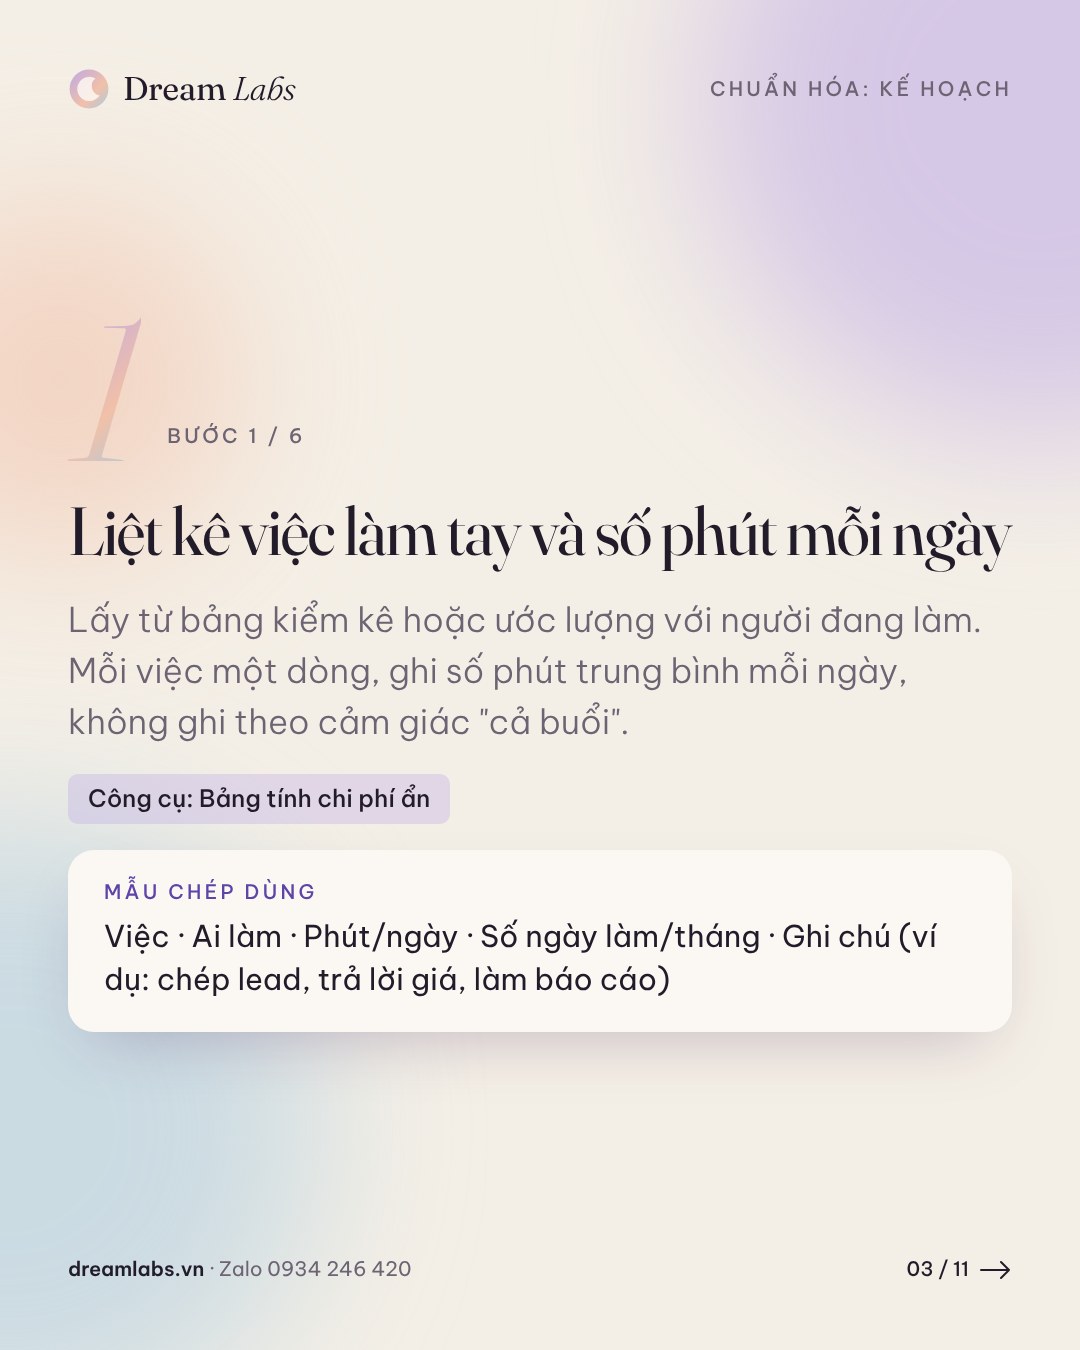 Dream Labs
CHUẨN HÓA: KẾ HOẠCH
1
BƯỚC 1 / 6
Liệt kê việc làm tay và số phút mỗi ngày
Lấy từ bảng kiểm kê hoặc ước lượng với người đang làm.
Mỗi việc một dòng, ghi số phút trung bình mỗi ngày,
không ghi theo cảm giác "cả buổi".
Công cụ: Bảng tính chi phí ẩn
MẪU CHÉP DÙNG
Việc · Ai làm · Phút/ngày · Số ngày làm/tháng · Ghi chú (ví
dụ: chép lead, trả lời giá, làm báo cáo)
dreamlabs.vn · Zalo 0934 246 420
03 / 11 →